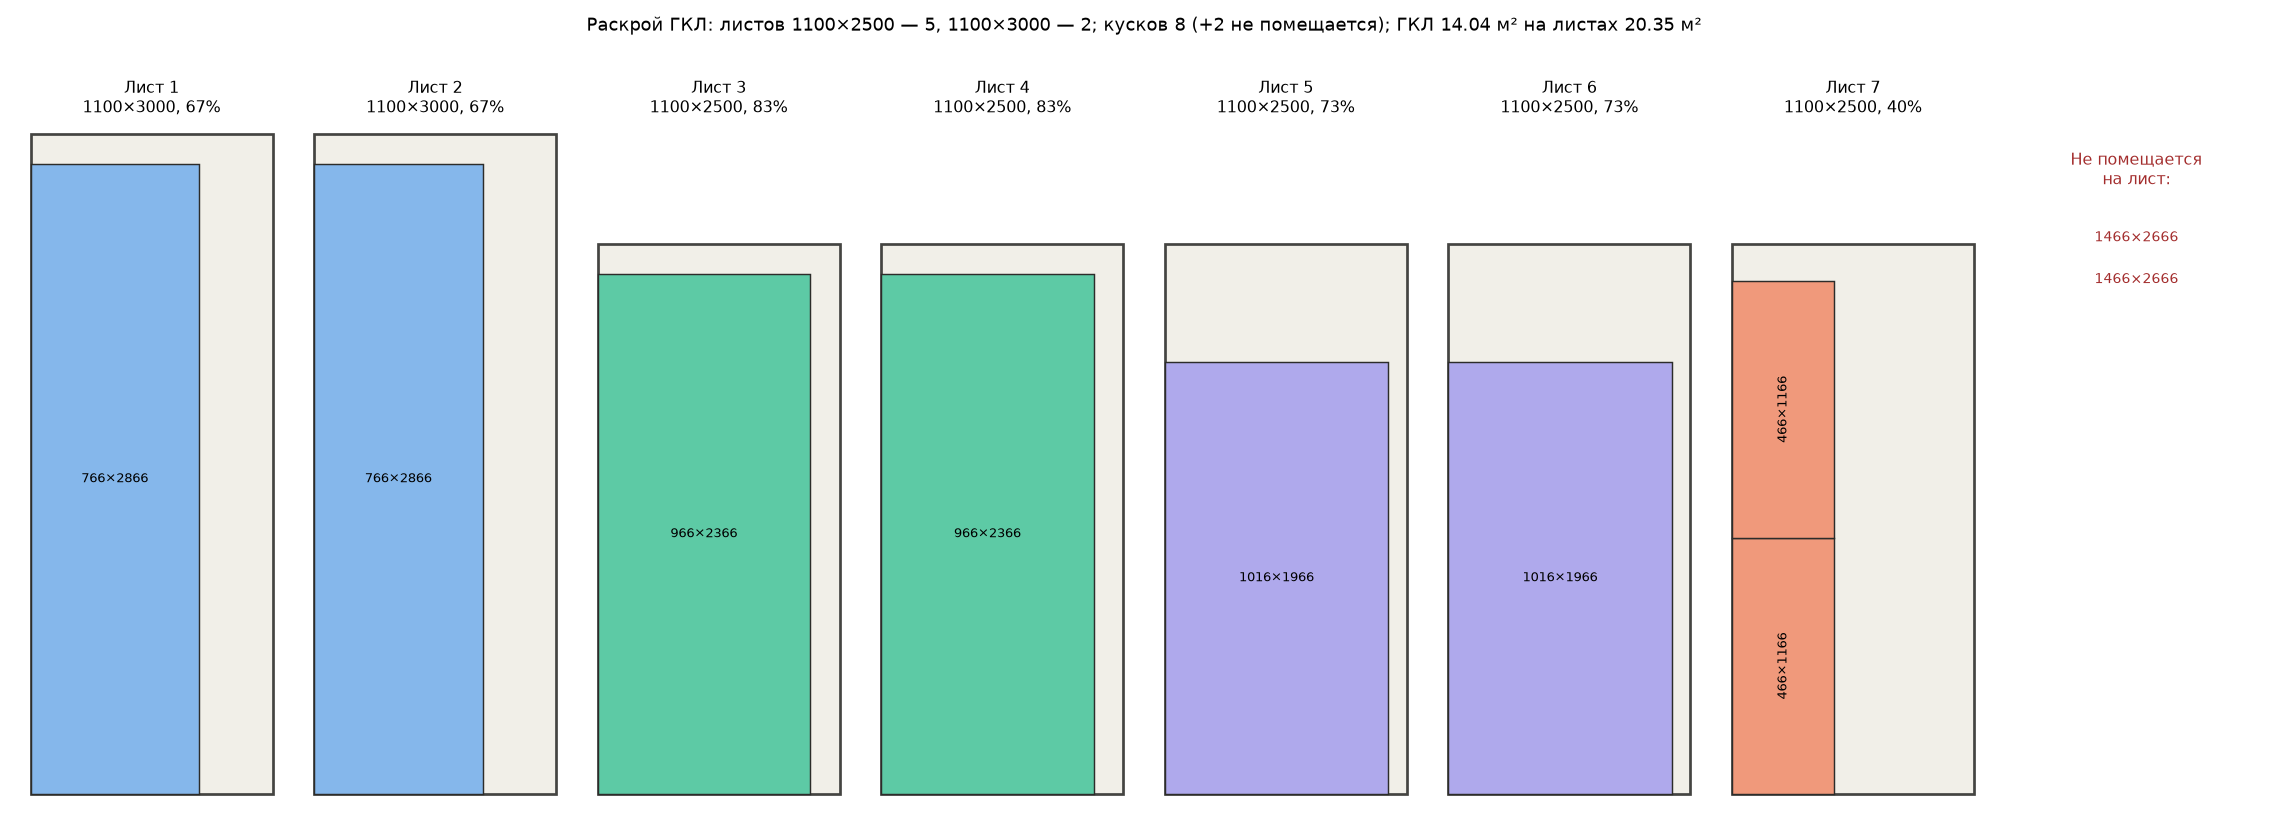 Раскрой ГКЛ: листов 1100×2500 — 5, 1100×3000 — 2; кусков 8 (+2 не помещается); ГКЛ 14.04 м² на листах 20.35 м²
Лист 1
1100×3000, 67%
Лист 2
1100×3000, 67%
Лист 3
1100×2500, 83%
Лист 4
1100×2500, 83%
Лист 5
1100×2500, 73%
Лист 6
1100×2500, 73%
Лист 7
1100×2500, 40%
Не помещается
на лист:
1466×2666
1466×2666
766×2866
766×2866
966×2366
966×2366
1016×1966
1016×1966
466×1166
466×1166